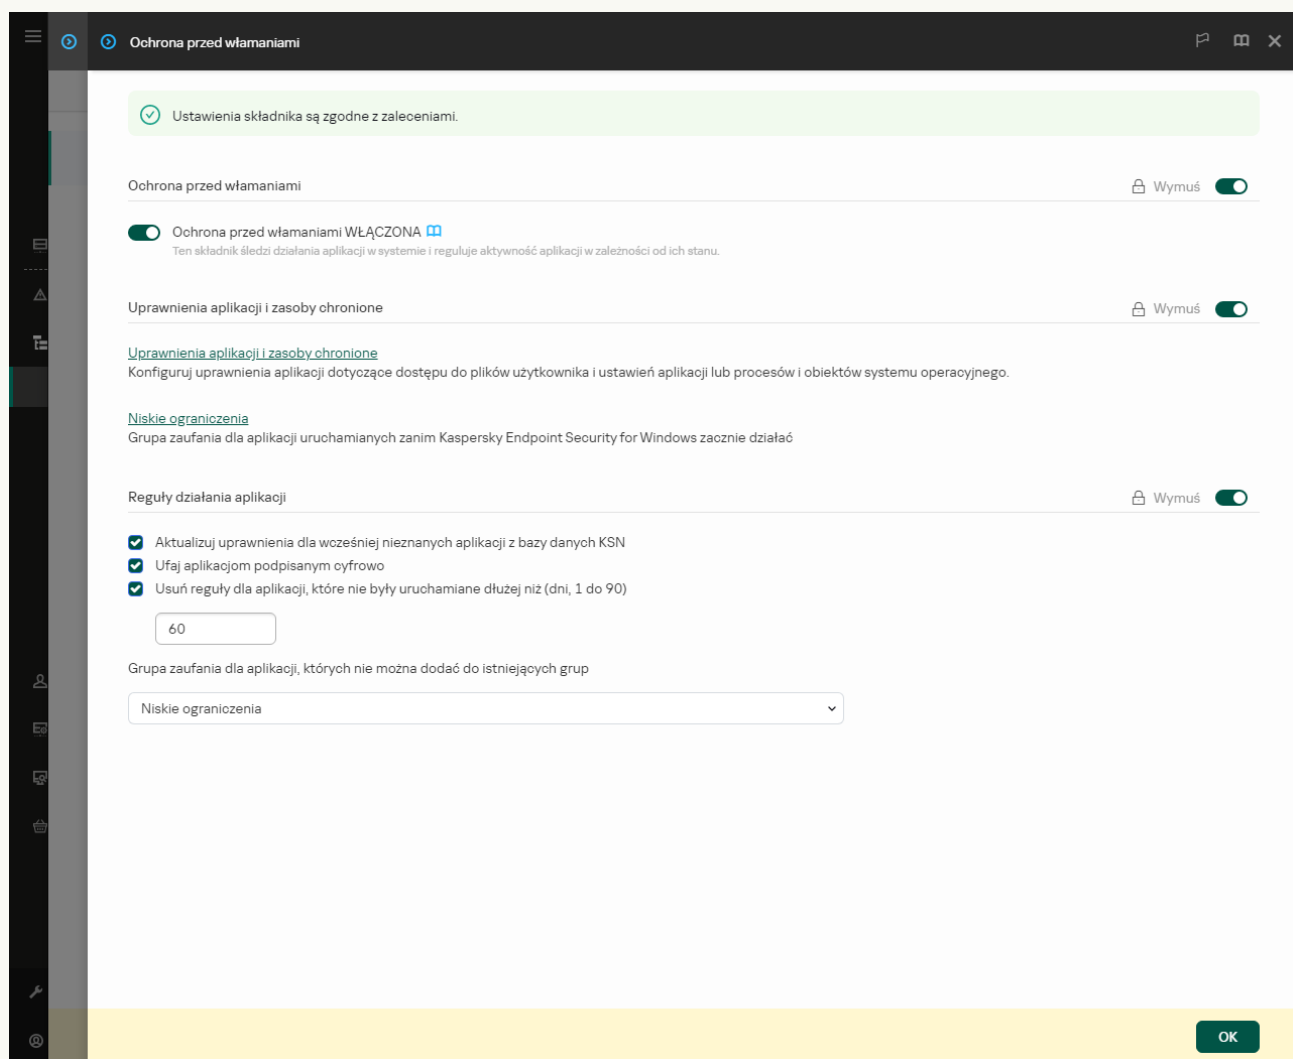 Ochrona przed włamaniami
Ustawienia składnika są zgodne z zaleceniami.
Ochrona przed włamaniami
Wymuś
Ochrona przed włamaniami WŁĄCZONA
Ten składnik śledzi działania aplikacji w systemie i reguluje aktywność aplikacji w zależności od ich stanu.
Uprawnienia aplikacji i zasoby chronione
Wymuś
Uprawnienia aplikacji i zasoby chronione
Konfiguruj uprawnienia aplikacji dotyczące dostępu do plików użytkownika i ustawień aplikacji lub procesów i obiektów systemu operacyjnego.
Niskie ograniczenia
Grupa zaufania dla aplikacji uruchamianych zanim Kaspersky Endpoint Security for Windows zacznie działać
Reguły działania aplikacji
Wymuś
Aktualizuj uprawnienia dla wcześniej nieznanych aplikacji z bazy danych KSN
Ufaj aplikacjom podpisanym cyfrowo
Usuń reguły dla aplikacji, które nie były uruchamiane dłużej niż (dni, 1 do 90)
60
Grupa zaufania dla aplikacji, których nie można dodać do istniejących grup
Niskie ograniczenia
OK